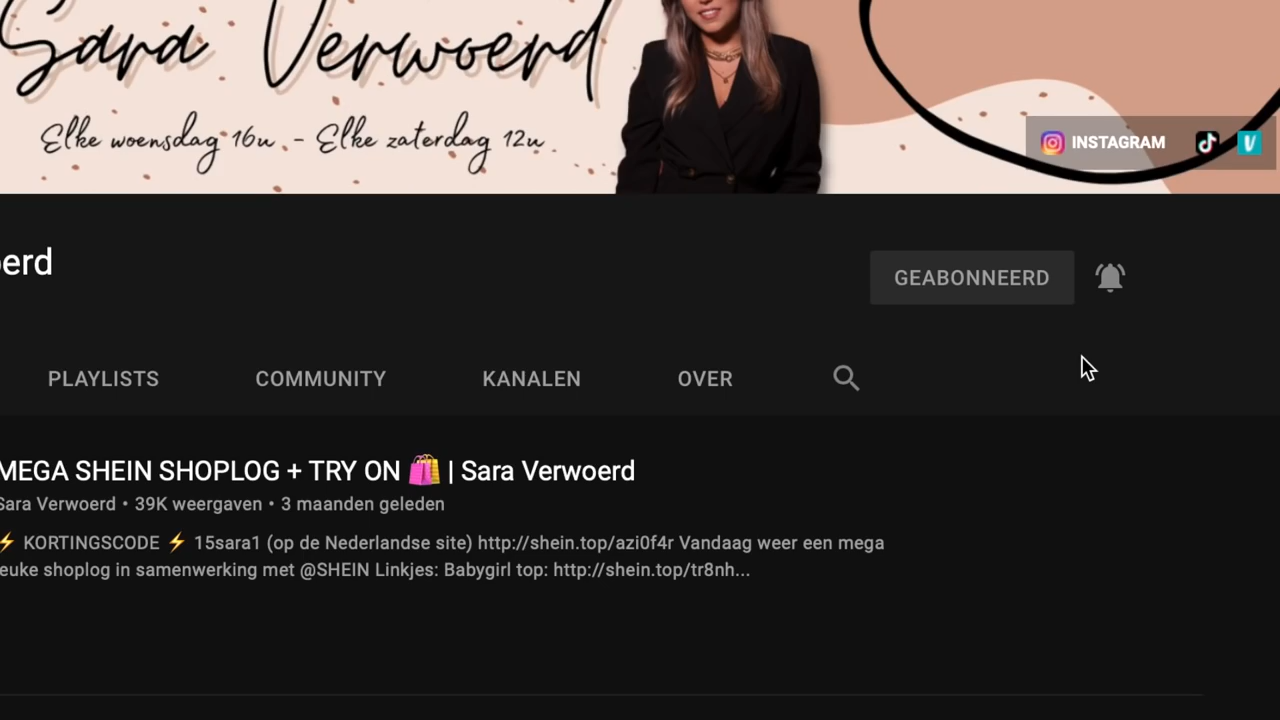 Sara Verwoerd
Elke woensdag 16u - Elke zaterdag 12u
INSTAGRAM
oerd
GEABONNEERD
PLAYLISTS COMMUNITY KANALEN OVER
MEGA SHEIN SHOPLOG + TRY ON 🛍️ | Sara Verwoerd
Sara Verwoerd • 39K weergaven • 3 maanden geleden
⚡ KORTINGSCODE ⚡ 15sara1 (op de Nederlandse site) http://shein.top/azi0f4r Vandaag weer een mega
euke shoplog in samenwerking met @SHEIN Linkjes: Babygirl top: http://shein.top/tr8nh...